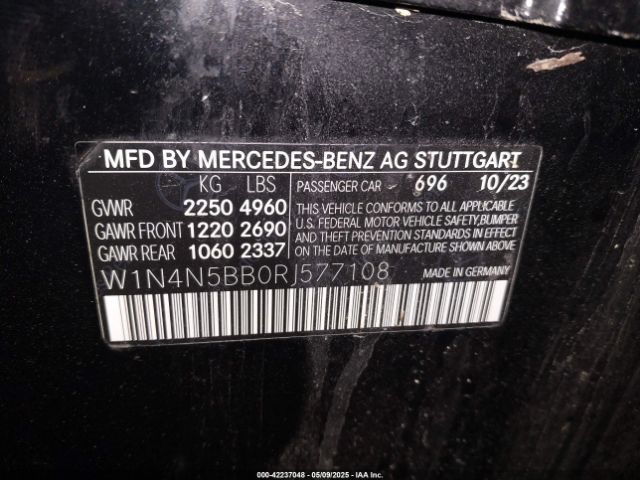 MFD BY MERCEDES-BENZ AG STUTTGART
KG LBS
GVWR 2250 4960
GAWR FRONT 1220 2690
GAWR REAR 1060 2337
PASSENGER CAR 696 10/23
THIS VEHICLE CONFORMS TO ALL APPLICABLE
U.S. FEDERAL MOTOR VEHICLE SAFETY, BUMPER
AND THEFT PREVENTION STANDARDS IN EFFECT
ON THE DATE OF MANUFACTURE SHOWN ABOVE.
W1N4N5BB0RJ577108
MADE IN GERMANY
000-42237048 - 05/09/2025 - IAA Inc.